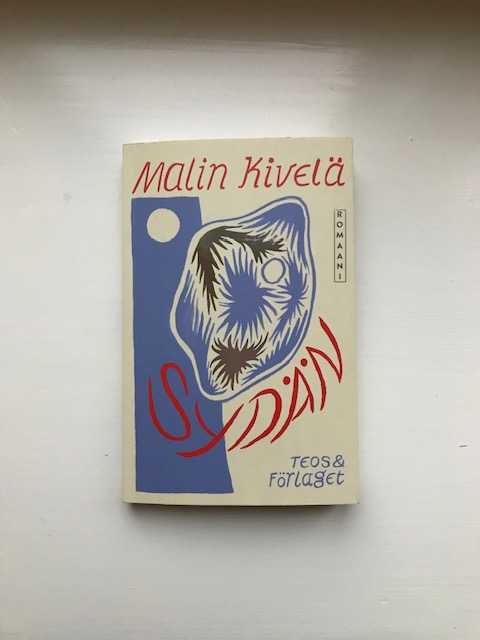 Malin Kivelä
ROMAANI
SYDÄN
TEOS &
Förlaget